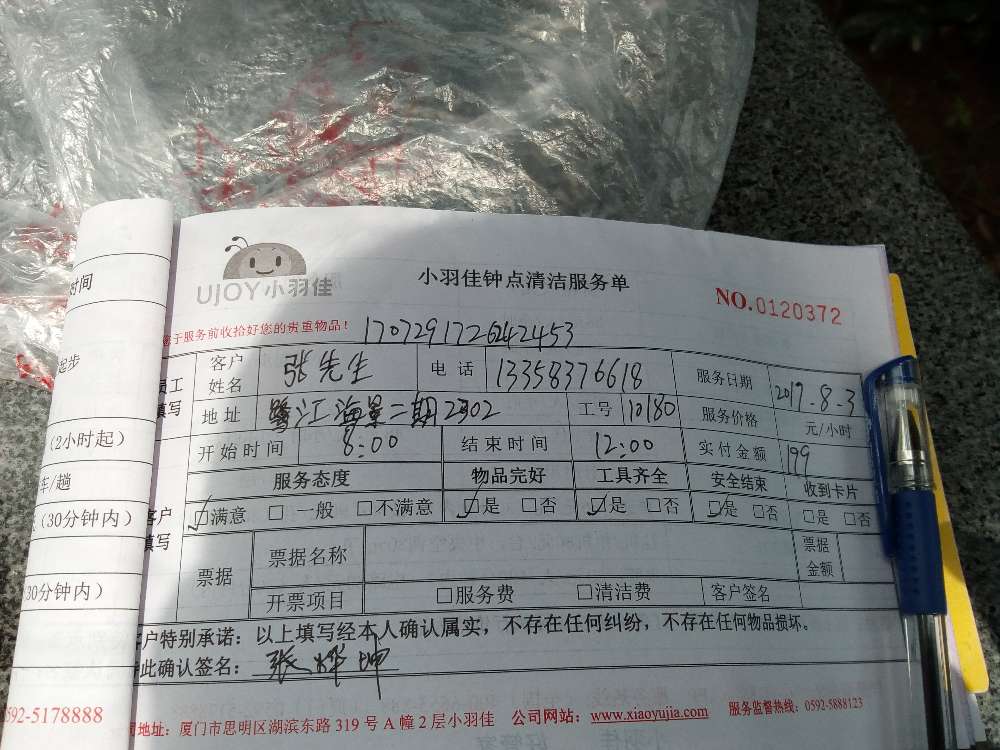 UjOY小羽佳
小羽佳钟点清洁服务单
NO.0120372
于服务前收拾好您的贵重物品！
170729172642453
员工填写
客户姓名 张先生 电话 13358376618 服务日期 2017.8.3
地址 鹭江海景二期2302 工号 10180 服务价格 元/小时
开始时间 8:00 结束时间 12:00 实付金额 199
服务态度 物品完好 工具齐全 安全结束 收到卡片
客户填写
☑满意 □一般 □不满意 ☑是 □否 ☑是 □否 ☑是 □否 □是 □否
票据 票据名称 票据金额
开票项目 □服务费 □清洁费 客户签名
客户特别承诺：以上填写经本人确认属实，不存在任何纠纷，不存在任何物品损坏。
此确认签名：张辉坤
地址：厦门市思明区湖滨东路319号A幢2层小羽佳 公司网站：www.xiaoyujia.com 服务监督热线：0592-5888123
时间
起步
（2小时起）
车/趟
（30分钟内）
30分钟内）
0592-5178888